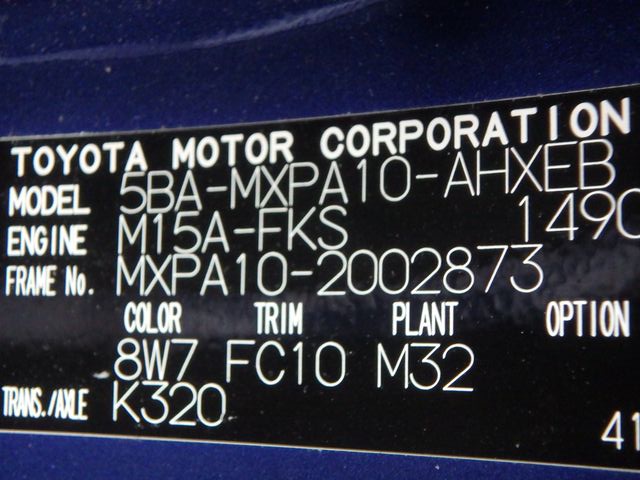 TOYOTA MOTOR CORPORATION
MODEL 5BA-MXPA10-AHXEB
ENGINE M15A-FKS 1490
FRAME No. MXPA10-2002873
COLOR TRIM PLANT OPTION
8W7 FC10 M32
TRANS./AXLE K320
41